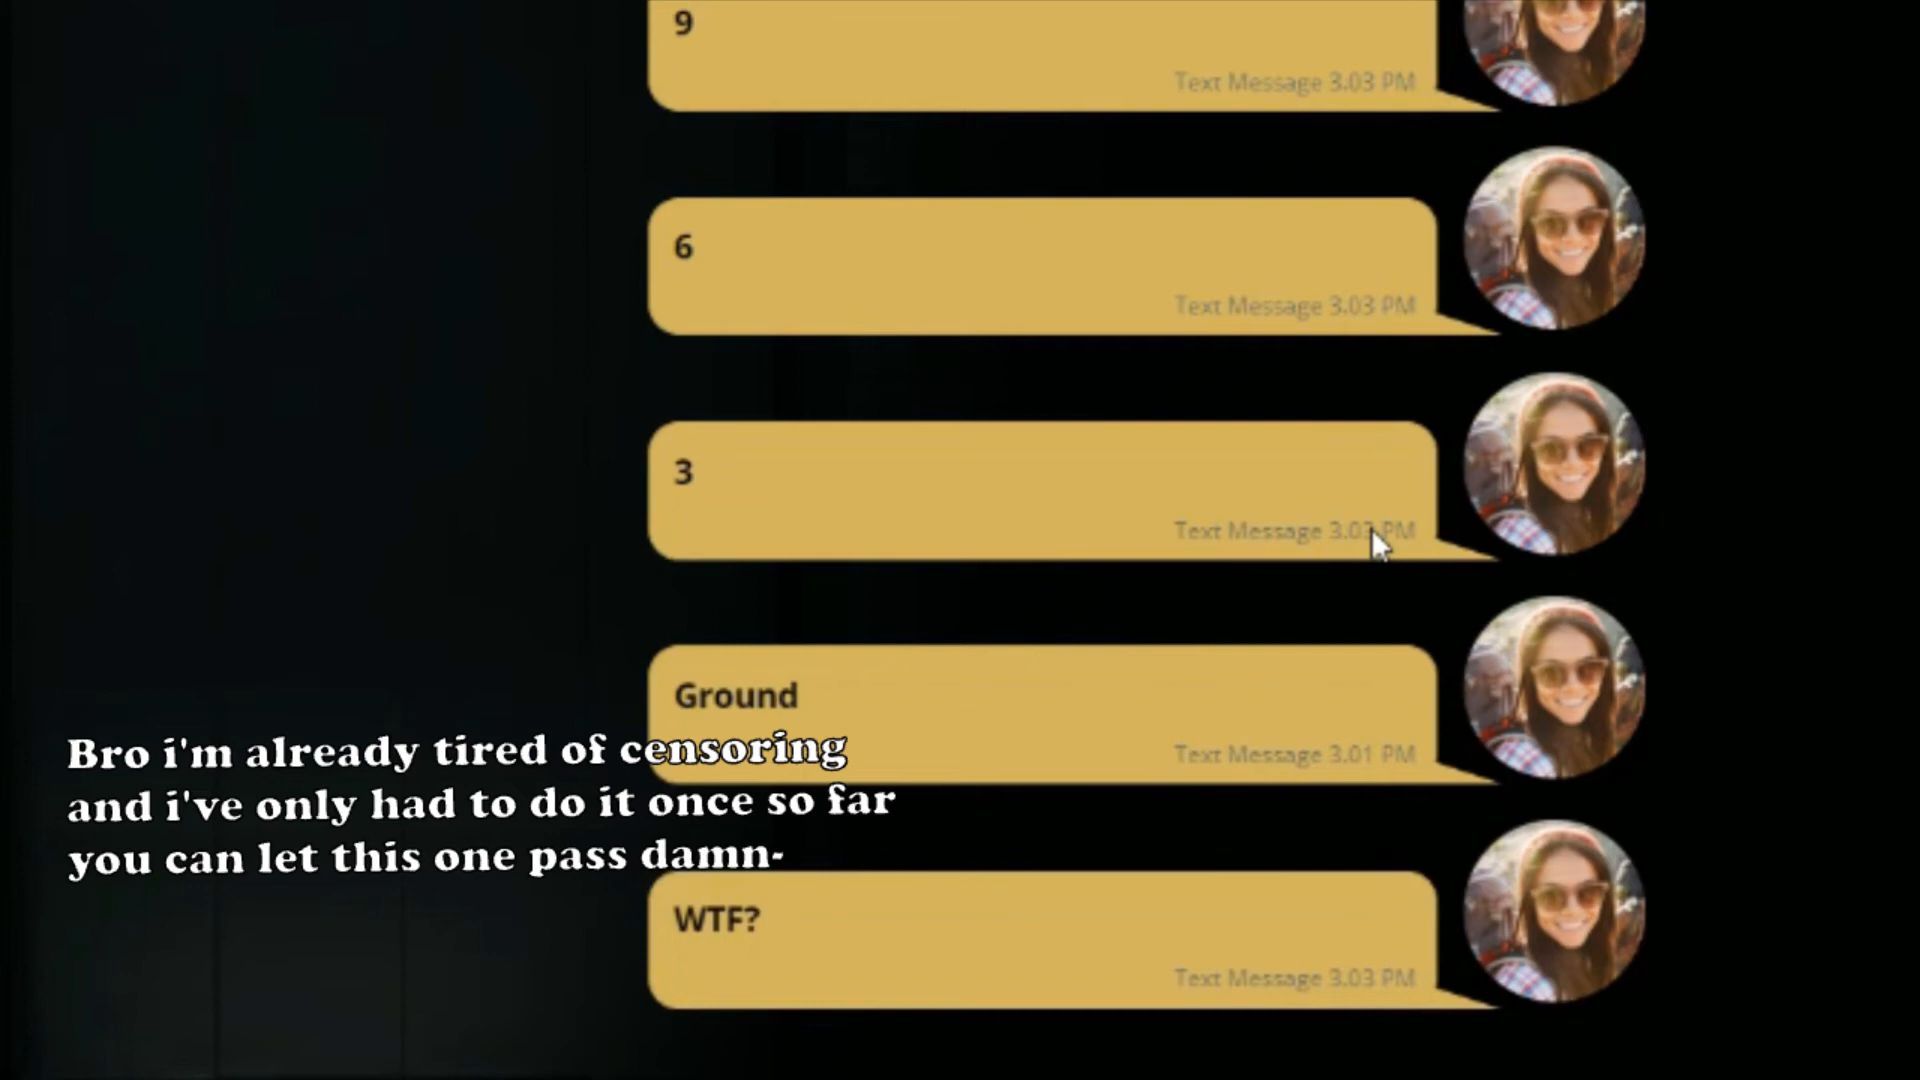 9
Text Message 3.03 PM
6
Text Message 3.03 PM
3
Text Message 3.03 PM
Ground
Text Message 3.01 PM
Bro i'm already tired of censoring
and i've only had to do it once so far
you can let this one pass damn-
WTF?
Text Message 3.03 PM